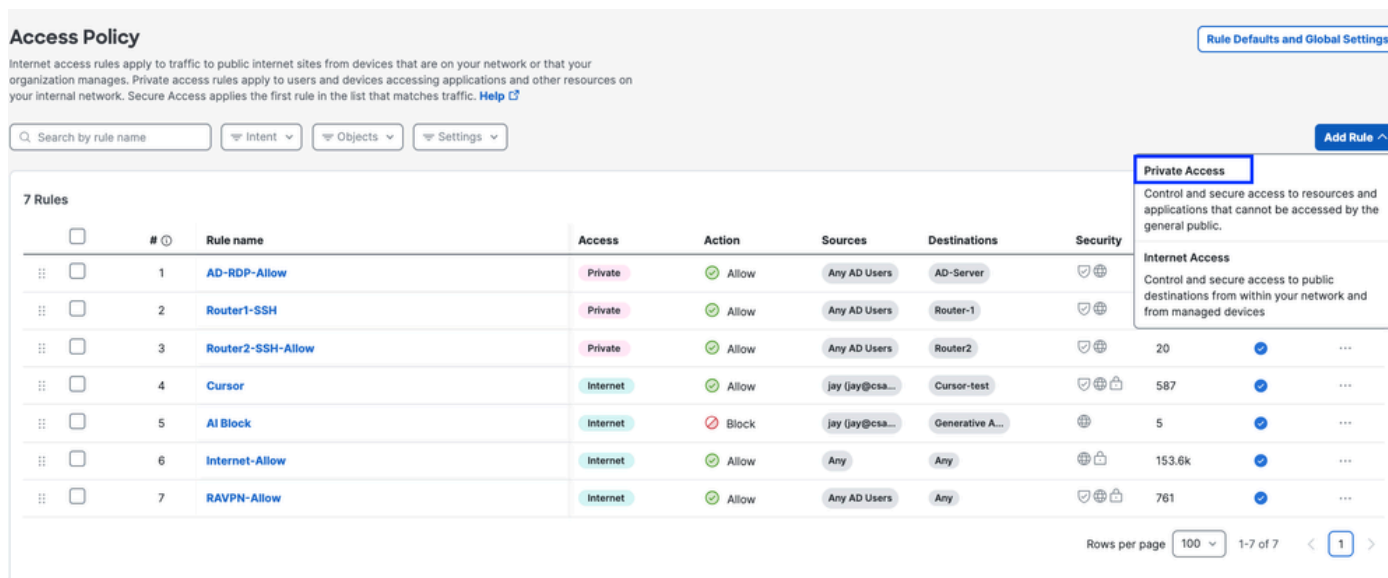 Access Policy
Rule Defaults and Global Settings
Internet access rules apply to traffic to public internet sites from devices that are on your network or that your
organization manages. Private access rules apply to users and devices accessing applications and other resources on
your internal network. Secure Access applies the first rule in the list that matches traffic. Help
Search by rule name Intent Objects Settings Add Rule
Private Access
Control and secure access to resources and
applications that cannot be accessed by the
general public.
Internet Access
Control and secure access to public
destinations from within your network and
from managed devices
7 Rules
# Rule name Access Action Sources Destinations Security
1 AD-RDP-Allow Private Allow Any AD Users AD-Server
2 Router1-SSH Private Allow Any AD Users Router-1
3 Router2-SSH-Allow Private Allow Any AD Users Router2 20 ...
4 Cursor Internet Allow jay (jay@csa... Cursor-test 587 ...
5 AI Block Internet Block jay (jay@csa... Generative A... 5 ...
6 Internet-Allow Internet Allow Any Any 153.6k ...
7 RAVPN-Allow Internet Allow Any AD Users Any 761 ...
Rows per page 100 1-7 of 7 < 1 >